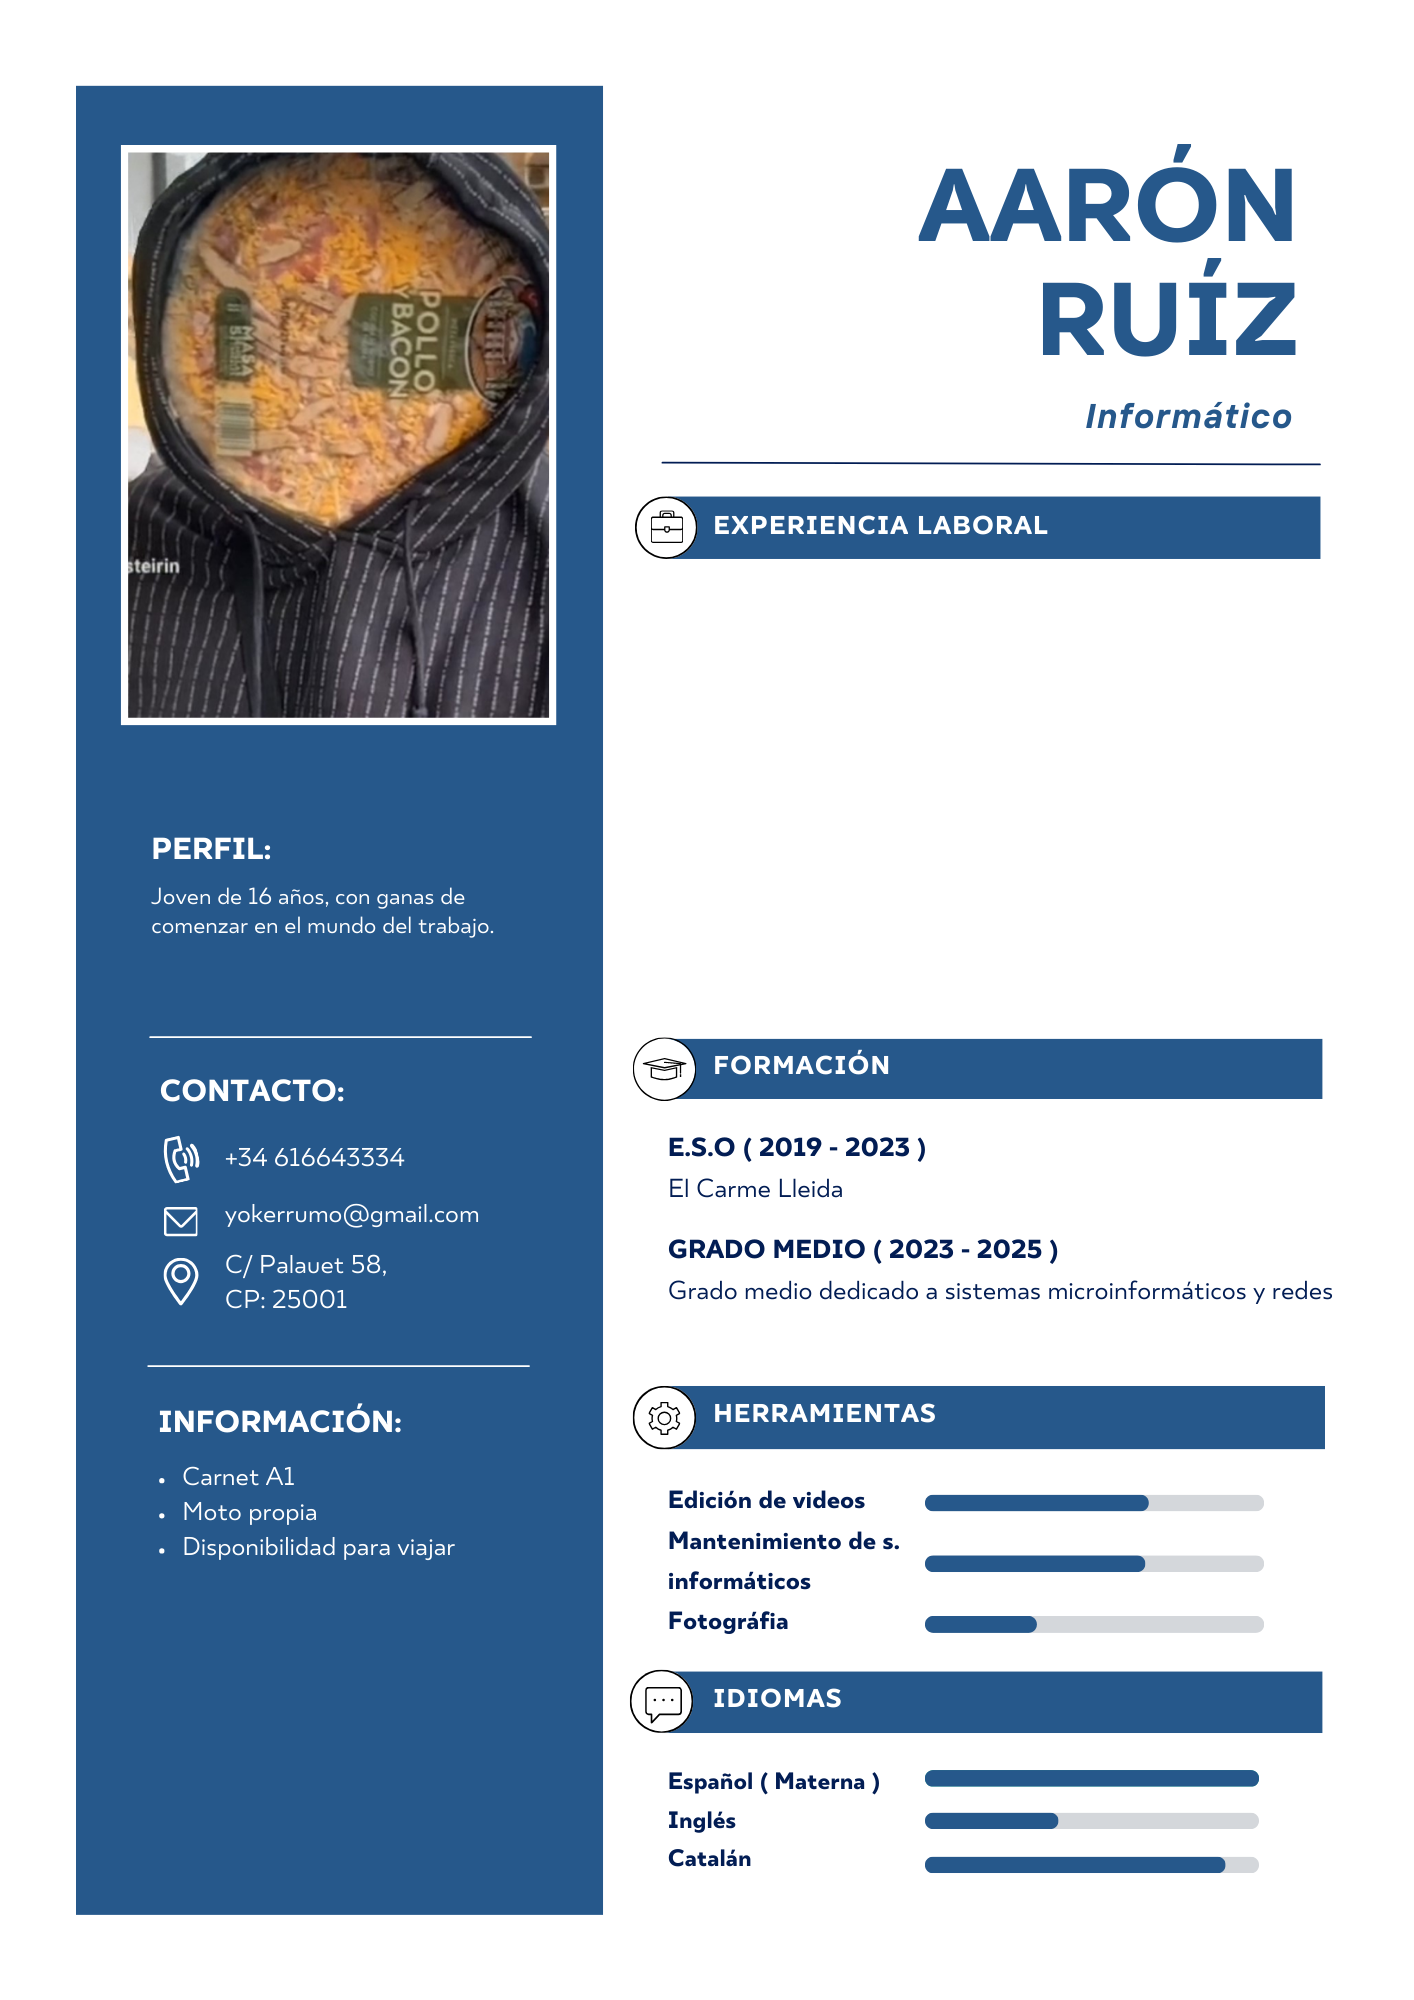 AARÓN
RUÍZ
Informático
POLLO
Y BACON
MASA
steirin
PERFIL:
Joven de 16 años, con ganas de
comenzar en el mundo del trabajo.
CONTACTO:
+34 616643334
yokerrumo@gmail.com
C/ Palauet 58,
CP: 25001
INFORMACIÓN:
• Carnet A1
• Moto propia
• Disponibilidad para viajar
EXPERIENCIA LABORAL
FORMACIÓN
E.S.O ( 2019 - 2023 )
El Carme Lleida
GRADO MEDIO ( 2023 - 2025 )
Grado medio dedicado a sistemas microinformáticos y redes
HERRAMIENTAS
Edición de videos
Mantenimiento de s.
informáticos
Fotográfia
IDIOMAS
Español ( Materna )
Inglés
Catalán